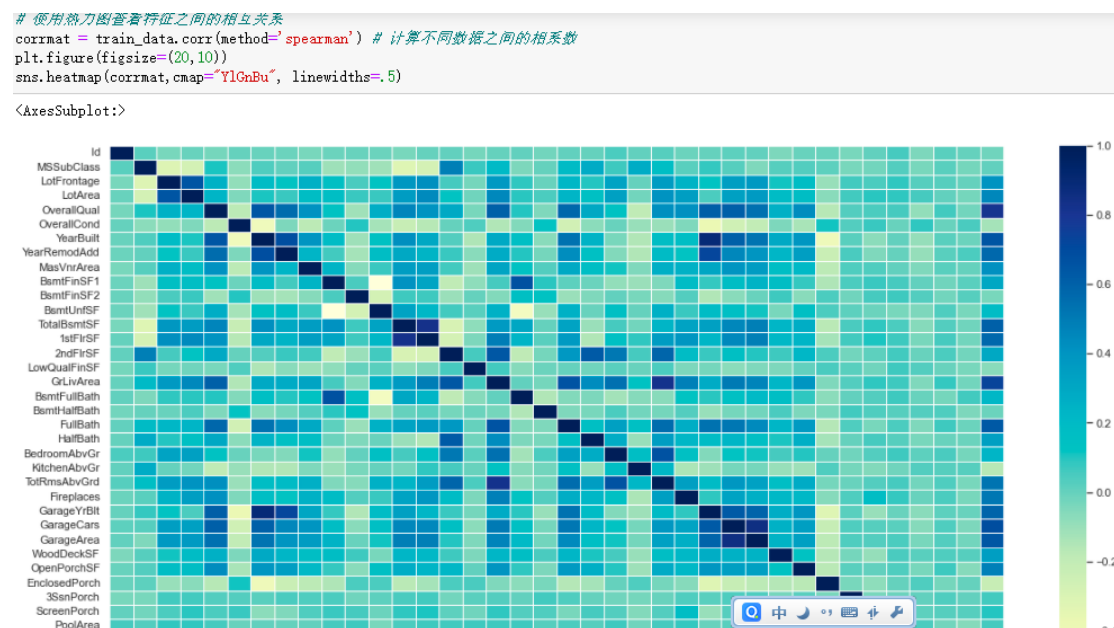 # 使用热力图查看特征之间的相互关系
corrmat = train_data.corr(method='spearman') # 计算不同数据之间的相系数
plt.figure(figsize=(20,10))
sns.heatmap(corrmat,cmap="YlGnBu", linewidths=.5)
<AxesSubplot:>
Id
MSSubClass
LotFrontage
LotArea
OverallQual
OverallCond
YearBuilt
YearRemodAdd
MasVnrArea
BsmtFinSF1
BsmtFinSF2
BsmtUnfSF
TotalBsmtSF
1stFlrSF
2ndFlrSF
LowQualFinSF
GrLivArea
BsmtFullBath
BsmtHalfBath
FullBath
HalfBath
BedroomAbvGr
KitchenAbvGr
TotRmsAbvGrd
Fireplaces
GarageYrBlt
GarageCars
GarageArea
WoodDeckSF
OpenPorchSF
EnclosedPorch
3SsnPorch
ScreenPorch
PoolArea
1.0
0.8
0.6
0.4
0.2
0.0
-0.2
中